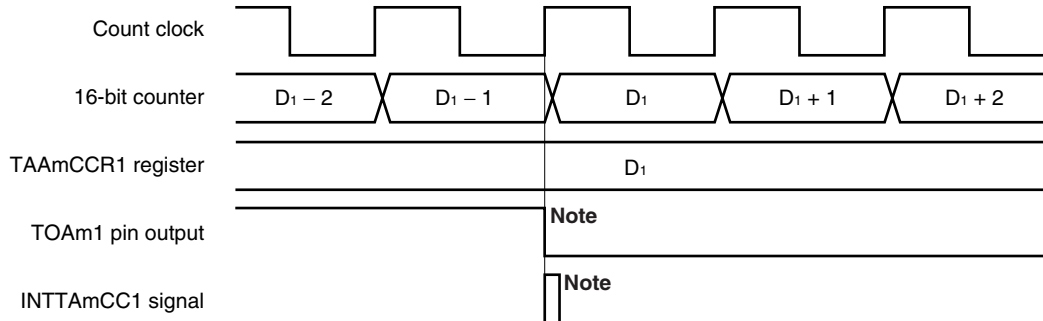 Count clock
16-bit counter D₁ − 2 D₁ − 1 D₁ D₁ + 1 D₁ + 2
TAAmCCR1 register D₁
TOAm1 pin output Note
INTTAmCC1 signal Note